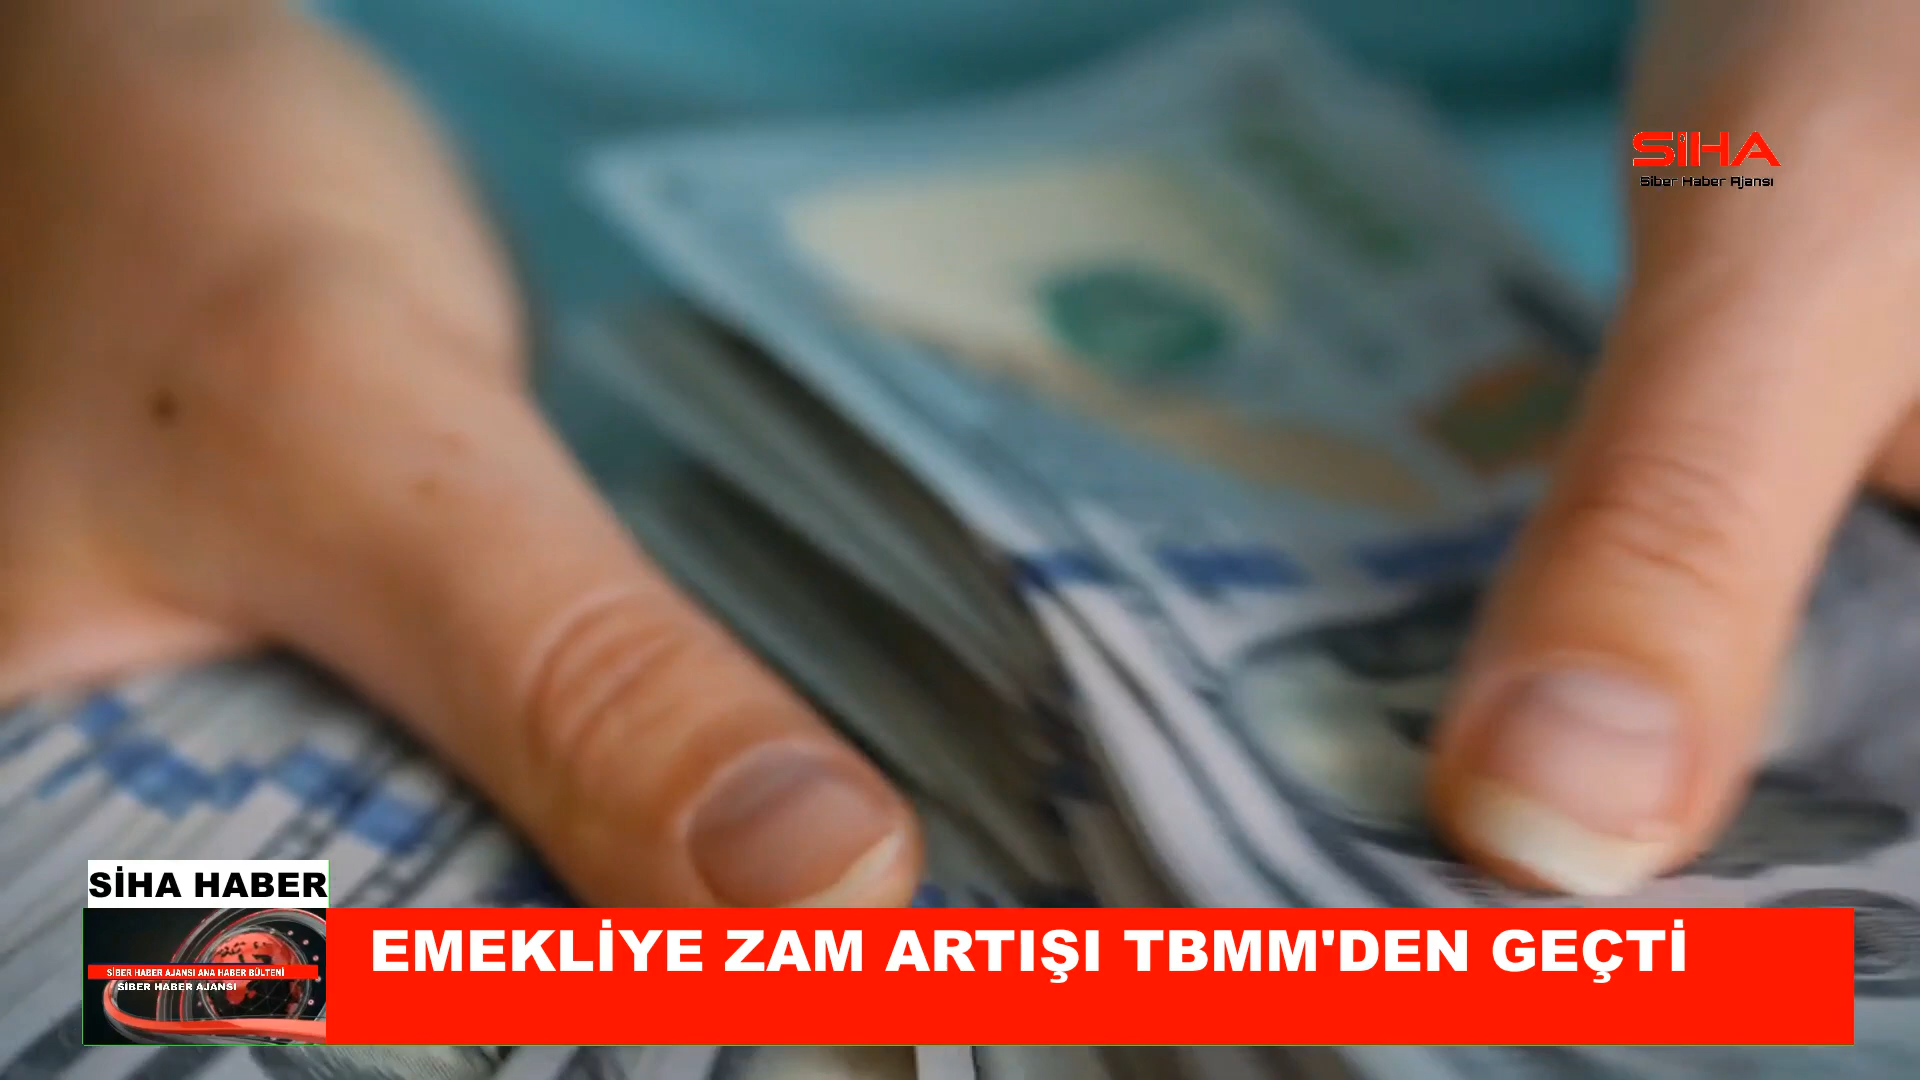 SİHA
Siber Haber Ajansı
SİHA HABER
EMEKLİYE ZAM ARTIŞI TBMM'DEN GEÇTİ
SİBER HABER AJANSI ANA HABER BÜLTENİ
SİBER HABER AJANSI